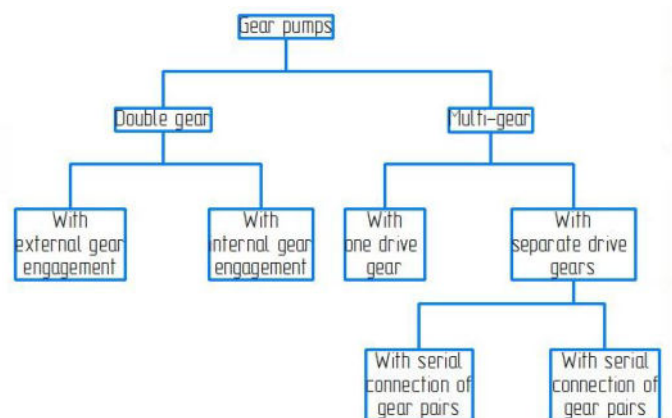 Gear pumps
Double gear
Multi-gear
With
external gear
engagement
With
internal gear
engagement
With
one drive
gear
With
separate drive
gears
With serial
connection of
gear pairs
With serial
connection of
gear pairs